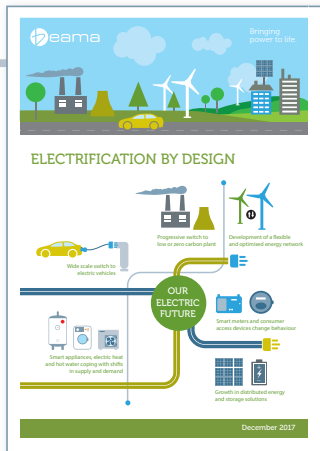 beama
Bringing
power to life
ELECTRIFICATION BY DESIGN
Progressive switch to
low or zero carbon plant
Development of a flexible
and optimised energy network
Wide scale switch to
electric vehicles
OUR
ELECTRIC
FUTURE
Smart meters and consumer
access devices change behaviour
Smart appliances, electric heat
and hot water coping with shifts
in supply and demand
Growth in distributed energy
and storage solutions
December 2017